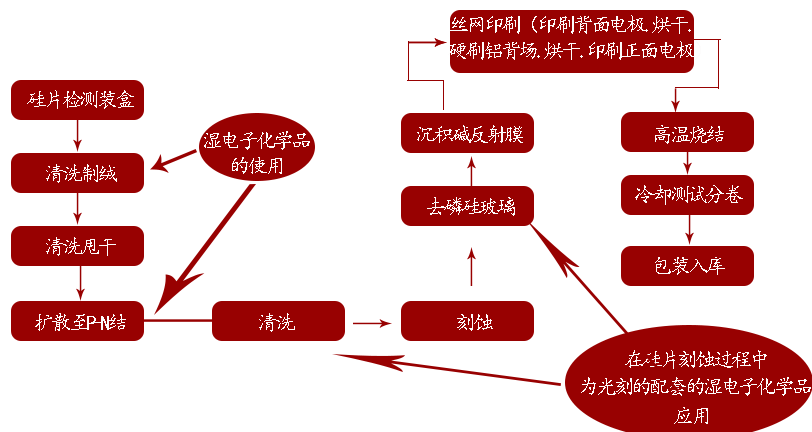 硅片检测装盒
清洗制绒
清洗甩干
扩散至P-N结
湿电子化学品
的使用
清洗
刻蚀
去磷硅玻璃
沉积碱反射膜
丝网印刷（印刷背面电极.烘干.
硬刷铝背场.烘干.印刷正面电极
高温烧结
冷却测试分卷
包装入库
在硅片刻蚀过程中
为光刻的配套的湿电子化学品
应用